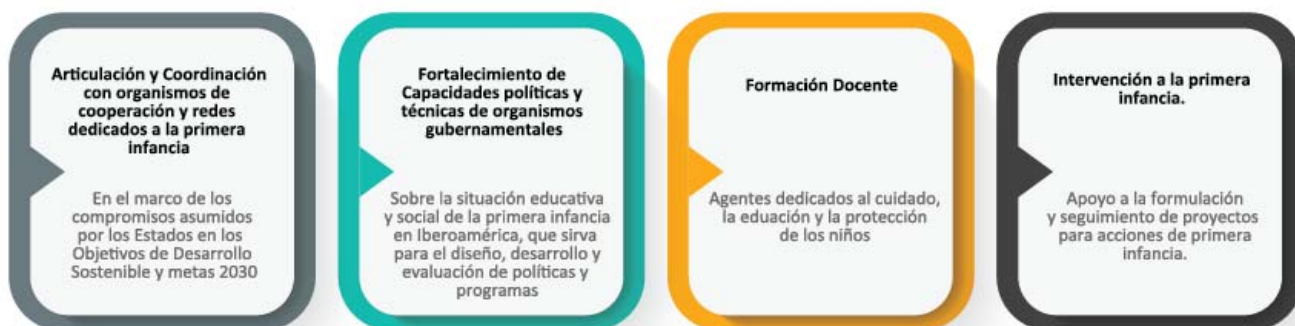 Articulación y Coordinación
con organismos de
cooperación y redes
dedicados a la primera
infancia
En el marco de los
compromisos asumidos
por los Estados en los
Objetivos de Desarrollo
Sostenible y metas 2030
Fortalecimiento de
Capacidades políticas y
técnicas de organismos
gubernamentales
Sobre la situación educativa
y social de la primera infancia
en Iberoamérica, que sirva
para el diseño, desarrollo y
evaluación de políticas y
programas
Formación Docente
Agentes dedicados al cuidado,
la eduación y la protección
de los niños
Intervención a la primera
infancia.
Apoyo a la formulación
y seguimiento de proyectos
para acciones de primera
infancia.